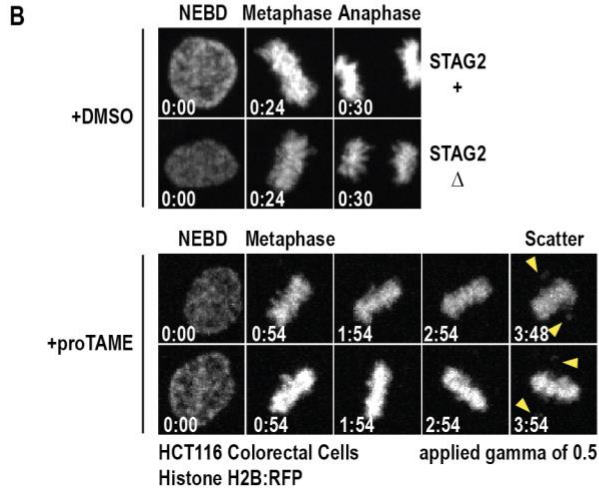 B
NEBD Metaphase Anaphase
+DMSO
0:00 0:24 0:30
STAG2
+
0:00 0:24 0:30
STAG2
Δ
NEBD Metaphase Scatter
+proTAME
0:00 0:54 1:54 2:54 3:48
0:00 0:54 1:54 2:54 3:54
HCT116 Colorectal Cells applied gamma of 0.5
Histone H2B:RFP